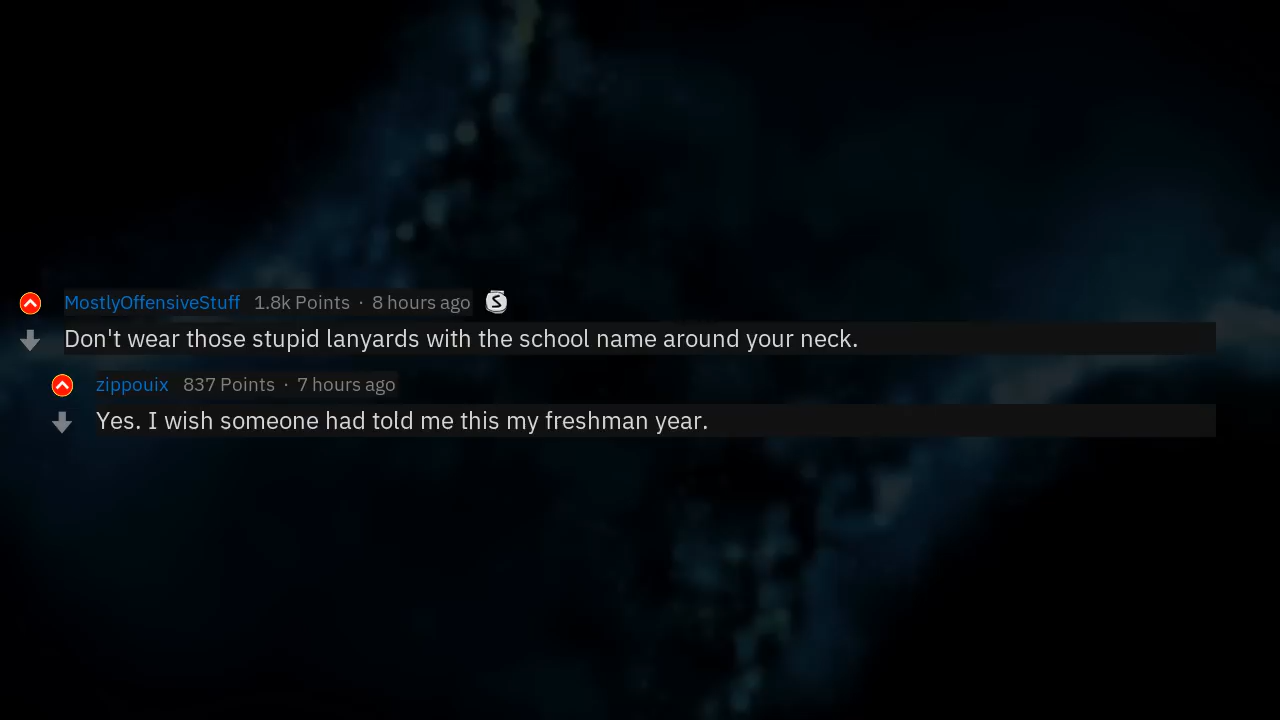 MostlyOffensiveStuff 1.8k Points · 8 hours ago S
Don't wear those stupid lanyards with the school name around your neck.
zippouix 837 Points · 7 hours ago
Yes. I wish someone had told me this my freshman year.